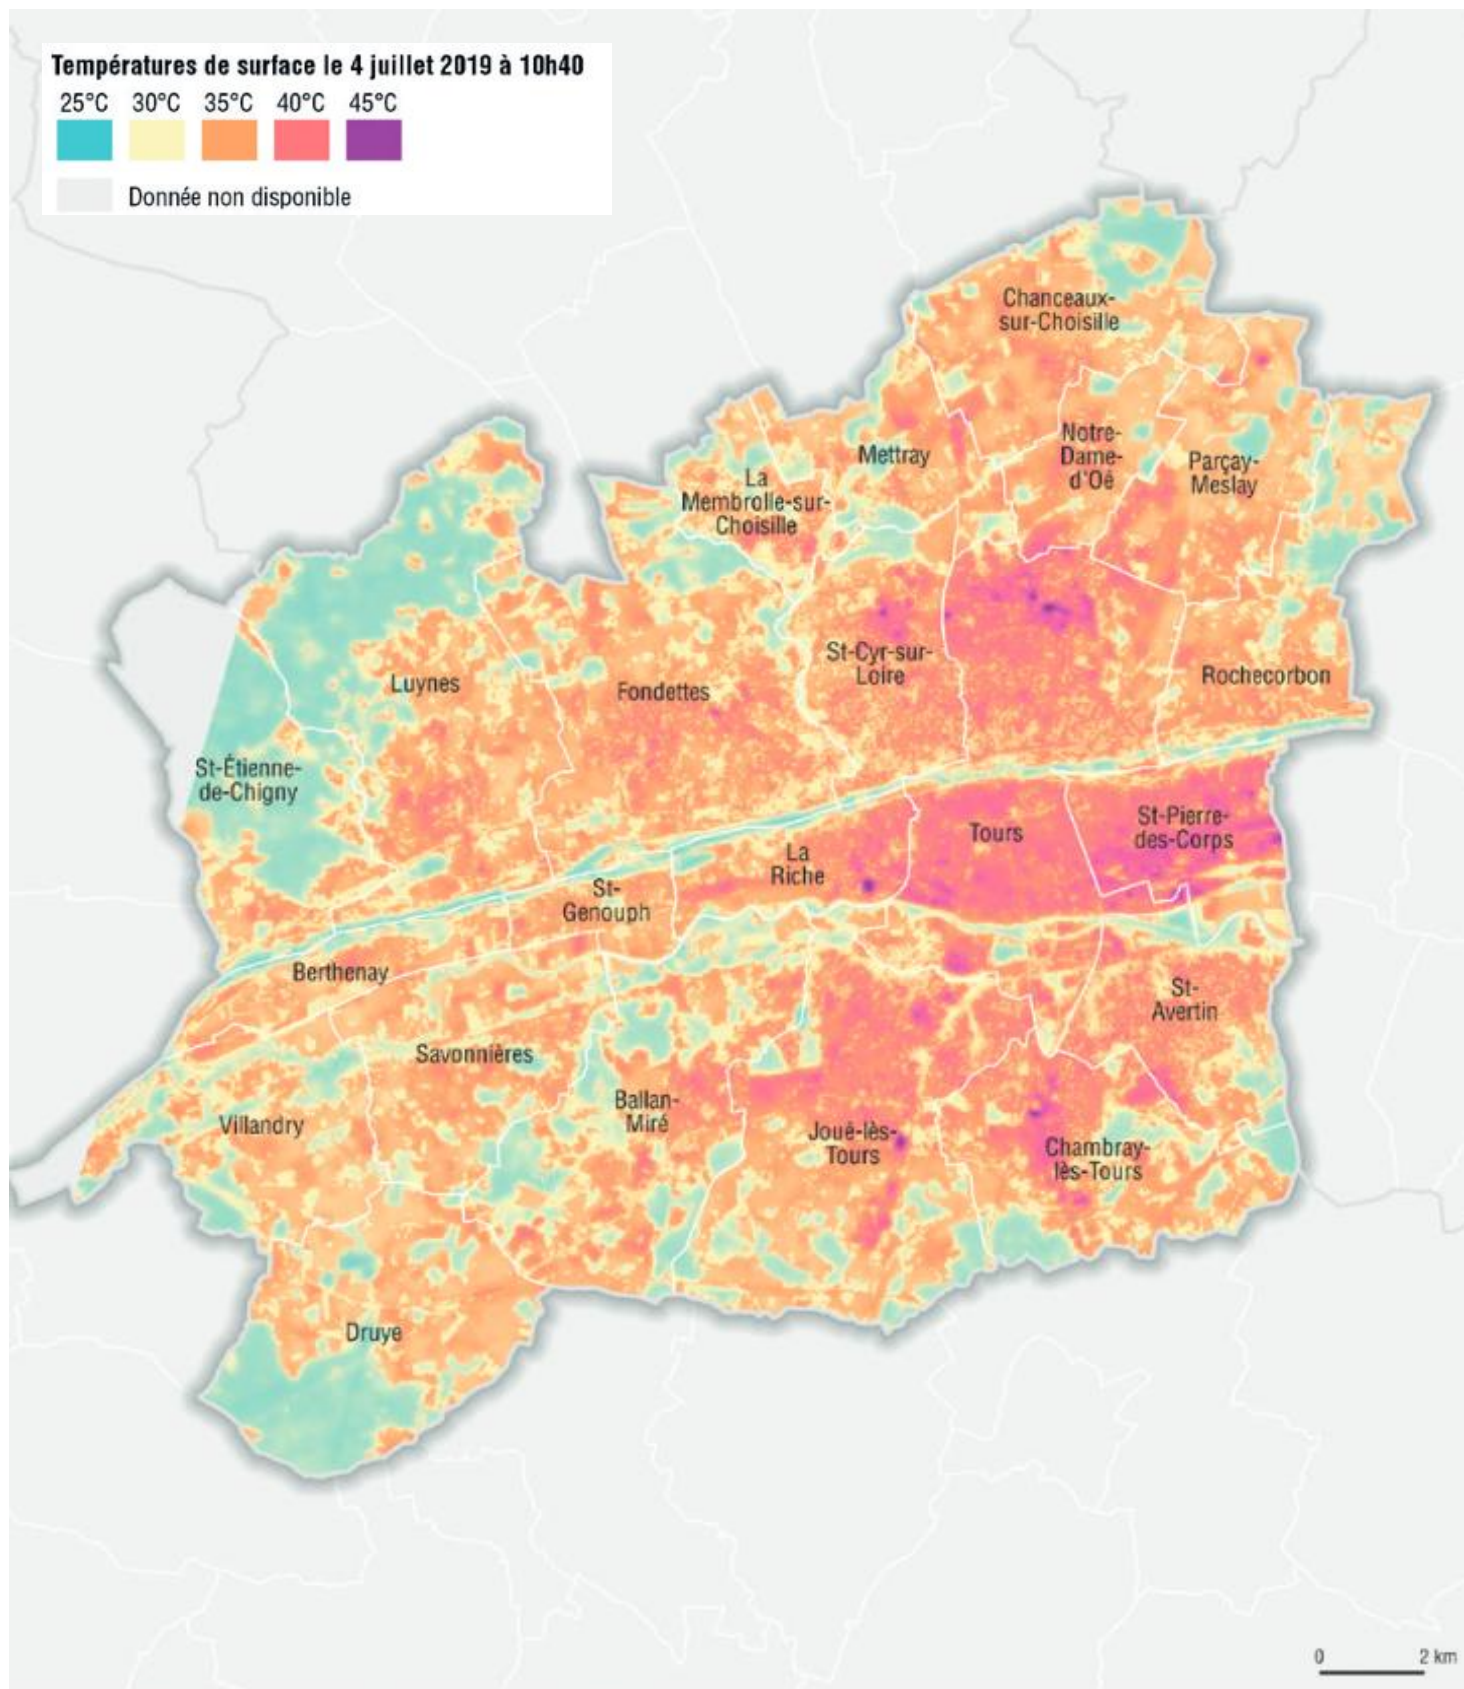 Températures de surface le 4 juillet 2019 à 10h40
25°C 30°C 35°C 40°C 45°C
Donnée non disponible
Chanceaux-
sur-Choisille
Notre-
Dame-
d'Oë
Mettray
Parçay-
Meslay
La
Membrolle-sur-
Choisille
St-Cyr-sur-
Loire
Rochecorbon
Luynes
Fondettes
St-Étienne-
de-Chigny
St-Pierre-
des-Corps
Tours
La
Riche
St-
Genouph
Berthenay
St-
Avertin
Savonnières
Ballan-
Miré
Villandry
Joué-lès-
Tours
Chambray-
lès-Tours
Druye
0 2 km